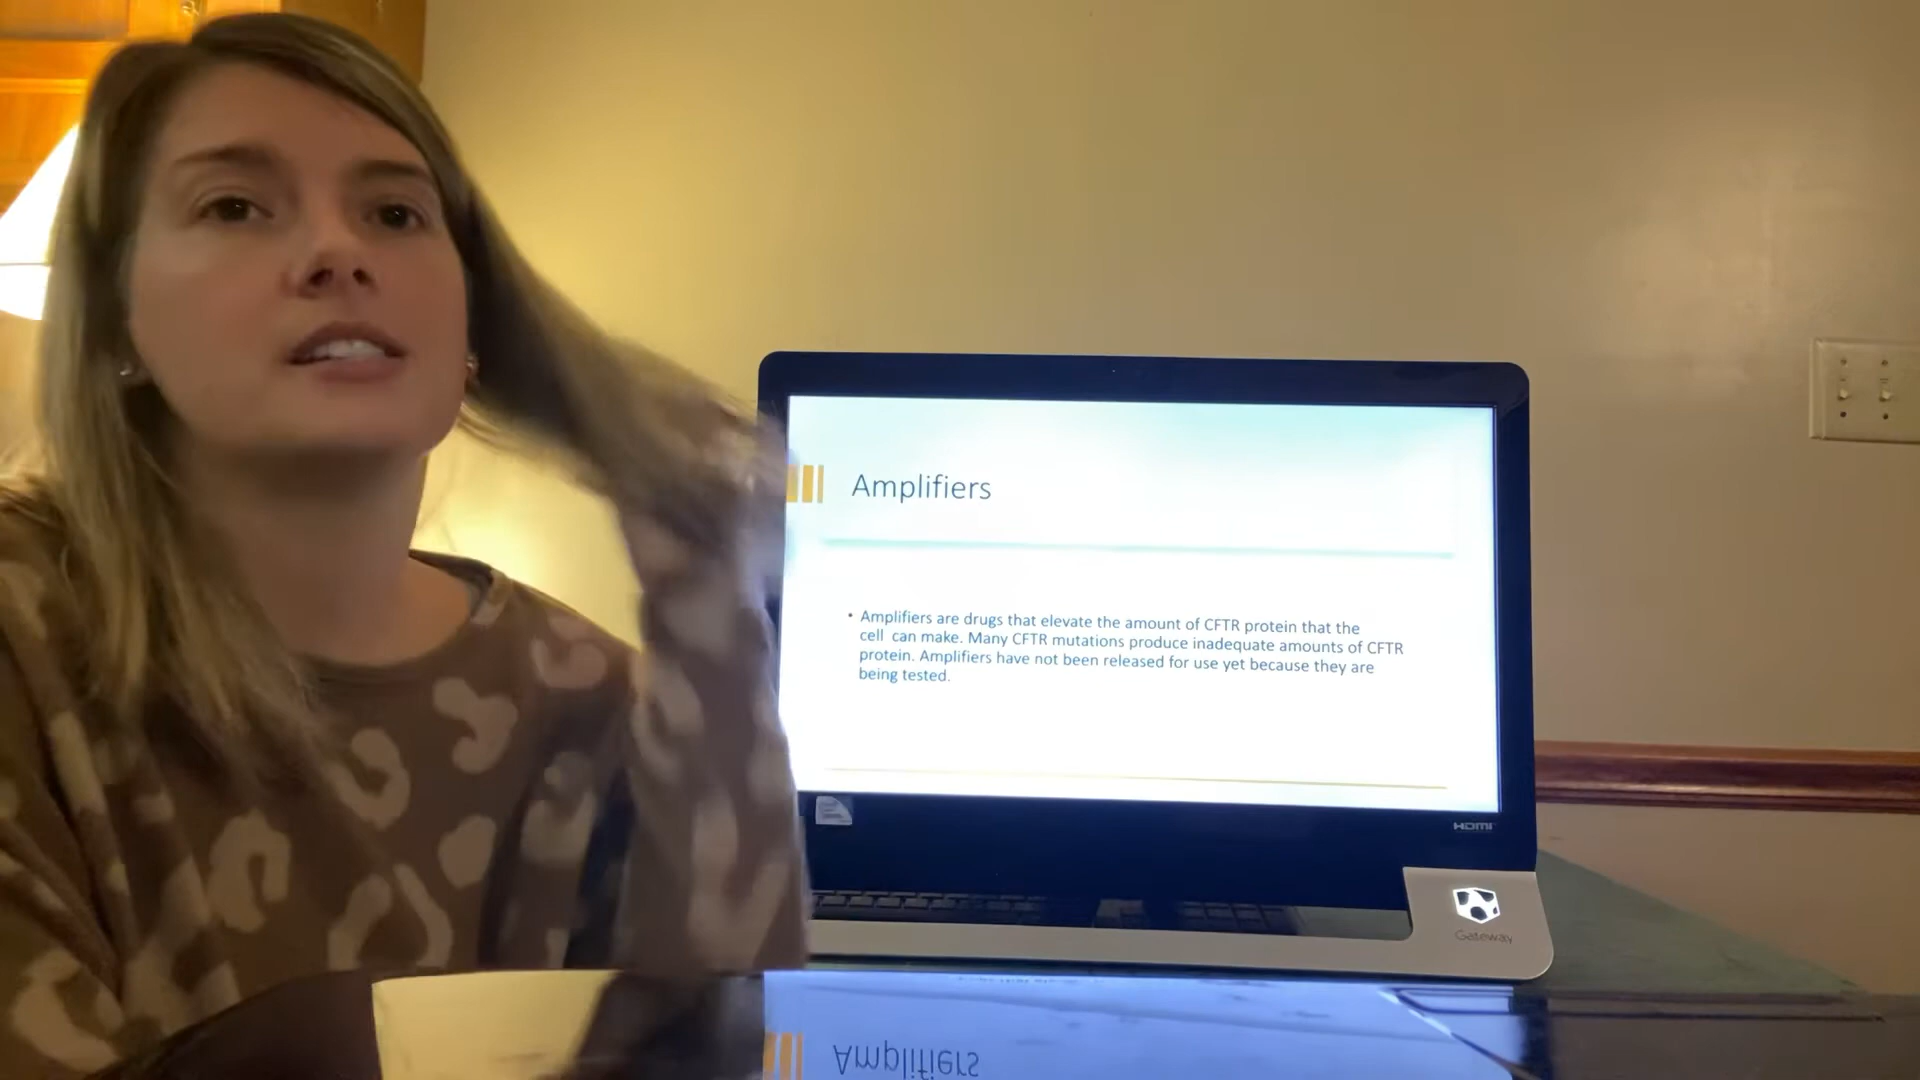 Amplifiers
• Amplifiers are drugs that elevate the amount of CFTR protein that the
cell  can make. Many CFTR mutations produce inadequate amounts of CFTR
protein. Amplifiers have not been released for use yet because they are
being tested.
HDMI
Gateway
Amplifiers